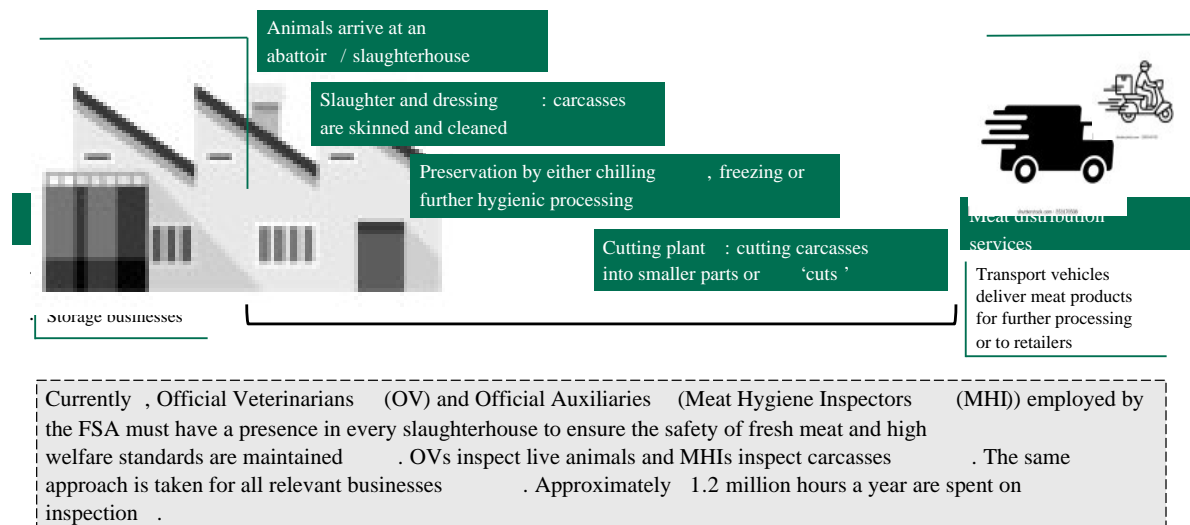 Animals arrive at an
abattoir / slaughterhouse
Slaughter and dressing : carcasses
are skinned and cleaned
Preservation by either chilling , freezing or
further hygienic processing
Cutting plant : cutting carcasses
into smaller parts or ‘cuts ’
. Storage businesses
Meat distribution
services
Transport vehicles
deliver meat products
for further processing
or to retailers
Currently , Official Veterinarians (OV) and Official Auxiliaries (Meat Hygiene Inspectors (MHI)) employed by
the FSA must have a presence in every slaughterhouse to ensure the safety of fresh meat and high
welfare standards are maintained . OVs inspect live animals and MHIs inspect carcasses . The same
approach is taken for all relevant businesses . Approximately 1.2 million hours a year are spent on
inspection .